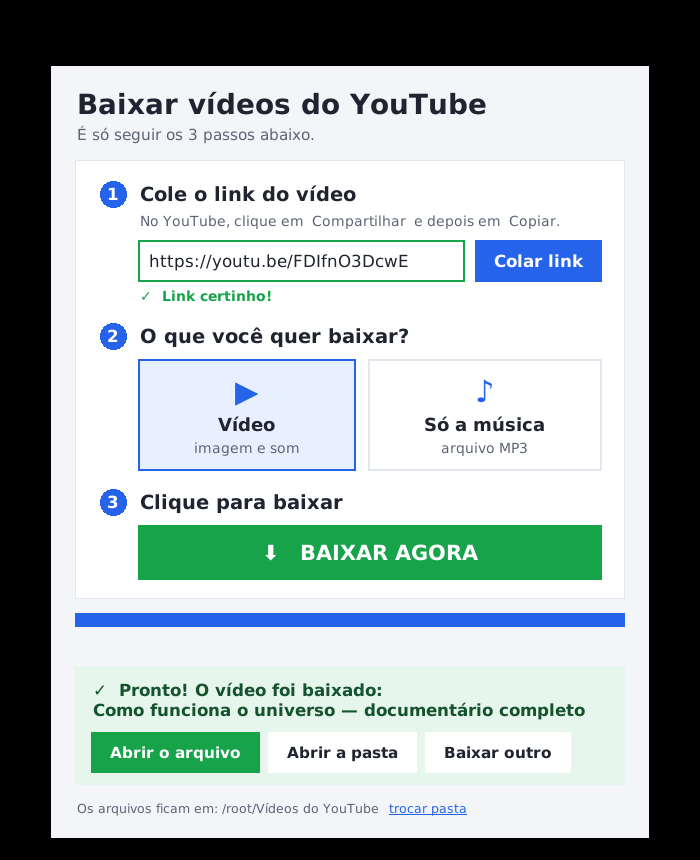 Baixar vídeos do YouTube
É só seguir os 3 passos abaixo.
1 Cole o link do vídeo
No YouTube, clique em Compartilhar e depois em Copiar.
https://youtu.be/FDIfnO3DcwE Colar link
✓ Link certinho!
2 O que você quer baixar?
▶ ♪
Vídeo Só a música
imagem e som arquivo MP3
3 Clique para baixar
⬇ BAIXAR AGORA
✓ Pronto! O vídeo foi baixado:
Como funciona o universo — documentário completo
Abrir o arquivo Abrir a pasta Baixar outro
Os arquivos ficam em: /root/Vídeos do YouTube trocar pasta